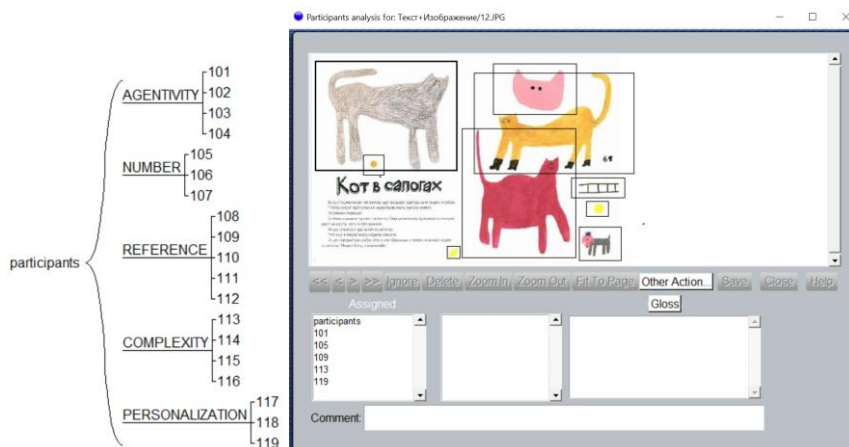 participants
AGENTIVITY
101
102
103
104
NUMBER
105
106
107
REFERENCE
108
109
110
111
112
COMPLEXITY
113
114
115
116
PERSONALIZATION
117
118
119
Participants analysis for: Текст+Изображение/12.JPG
69
Кот в сапогах
<< < > >> Ignore Delete Zoom In Zoom Out Fit To Page Other Action... Save Close Help
Assigned
Gloss
participants
101
105
109
113
119
Comment: